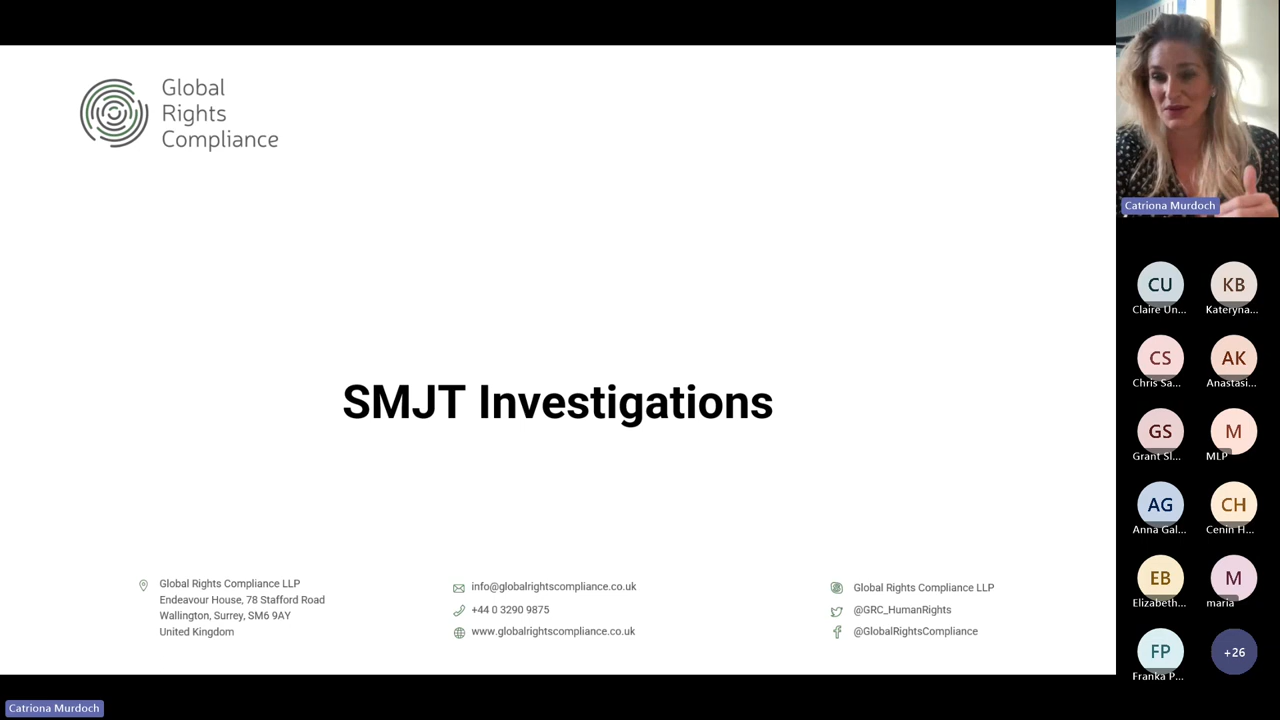 Global
Rights
Compliance
SMJT Investigations
Global Rights Compliance LLP
Endeavour House, 78 Stafford Road
Wallington, Surrey, SM6 9AY
United Kingdom
info@globalrightscompliance.co.uk
+44 0 3290 9875
www.globalrightscompliance.co.uk
Global Rights Compliance LLP
@GRC_HumanRights
@GlobalRightsCompliance
Catriona Murdoch
Catriona Murdoch
CU
Claire Un...
KB
Kateryna...
CS
Chris Sa...
AK
Anastasi...
GS
Grant Sl...
M
MLP
AG
Anna Gal...
CH
Cenin H...
EB
Elizabeth...
M
maria
FP
Franka P...
+26